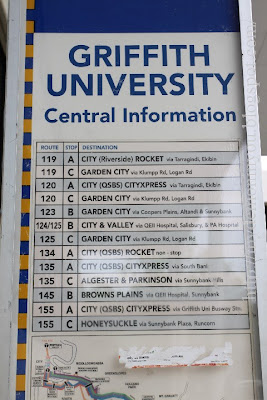 GRIFFITH
UNIVERSITY
Central Information
ROUTE STOP DESTINATION
119 A CITY (Riverside) ROCKET via Tarragindi, Ekibin
119 C GARDEN CITY via Klumpp Rd, Logan Rd
120 A CITY (QSBS) CITYXPRESS via Tarragindi, Ekibin
120 C GARDEN CITY via Klumpp Rd, Logan Rd
123 B GARDEN CITY via Coopers Plains, Altandi & Sunnybank
124/125 B CITY & VALLEY via QEII Hospital, Salisbury, & PA Hospital
125 C GARDEN CITY via Klumpp Rd, Logan Rd
134 A CITY (QSBS) ROCKET non - stop
135 A CITY (QSBS) CITYXPRESS via South Bank
135 C ALGESTER & PARKINSON via Sunnybank Hills
145 B BROWNS PLAINS via QEII Hospital, Sunnybank
155 A CITY (QSBS) CITYXPRESS via Griffith Uni Busway Stn.
155 C HONEYSUCKLE via Sunnybank Plaza, Runcorn